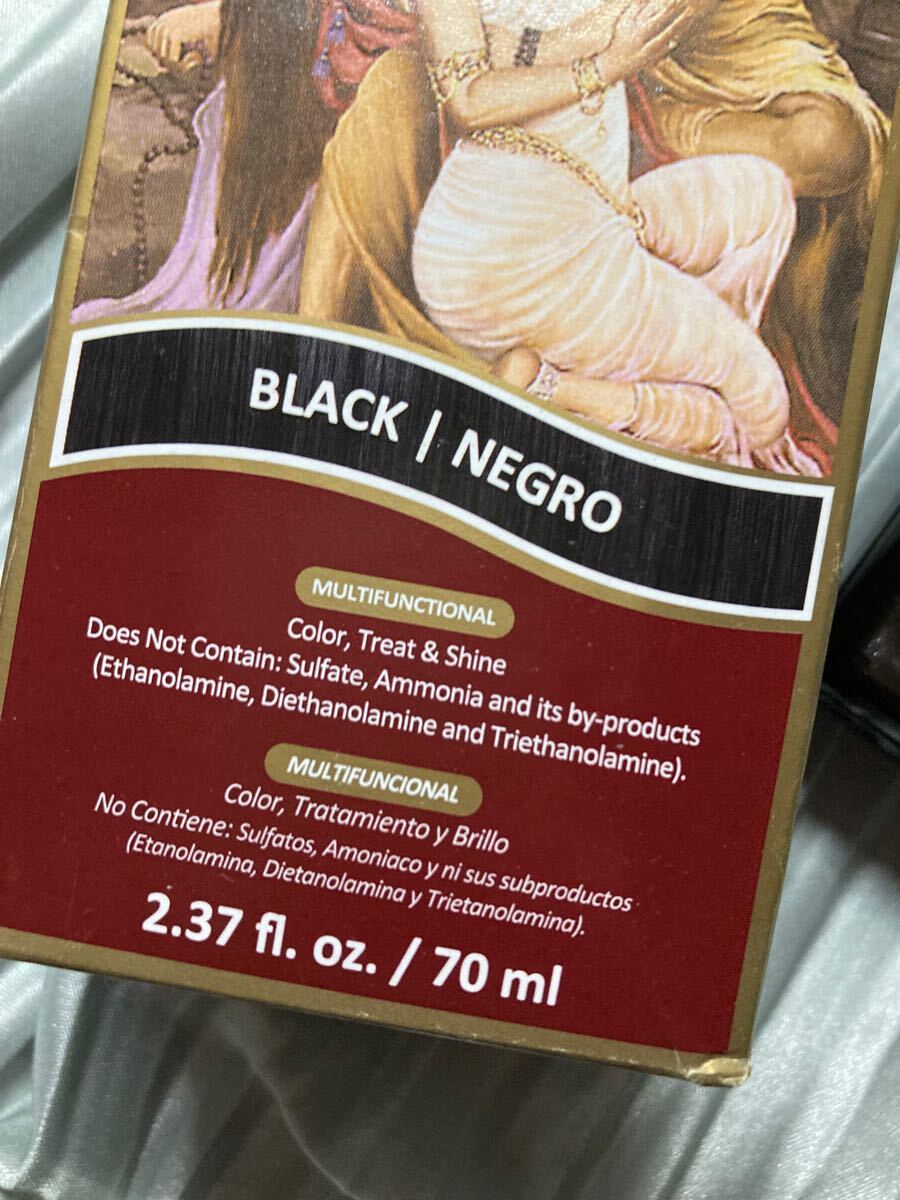 BLACK | NEGRO
MULTIFUNCTIONAL
Color, Treat & Shine
Does Not Contain: Sulfate, Ammonia and its by-products
(Ethanolamine, Diethanolamine and Triethanolamine).
MULTIFUNCIONAL
Color, Tratamiento y Brillo
No Contiene: Sulfatos, Amoniaco y ni sus subproductos
(Etanolamina, Dietanolamina y Trietanolamina).
2.37 fl. oz. / 70 ml